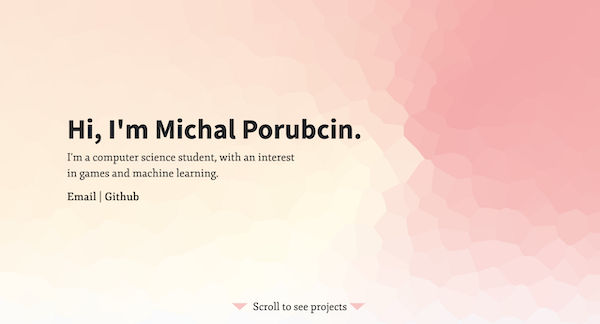 Hi, I'm Michal Porubcin.
I'm a computer science student, with an interest
in games and machine learning.
Email | Github
Scroll to see projects